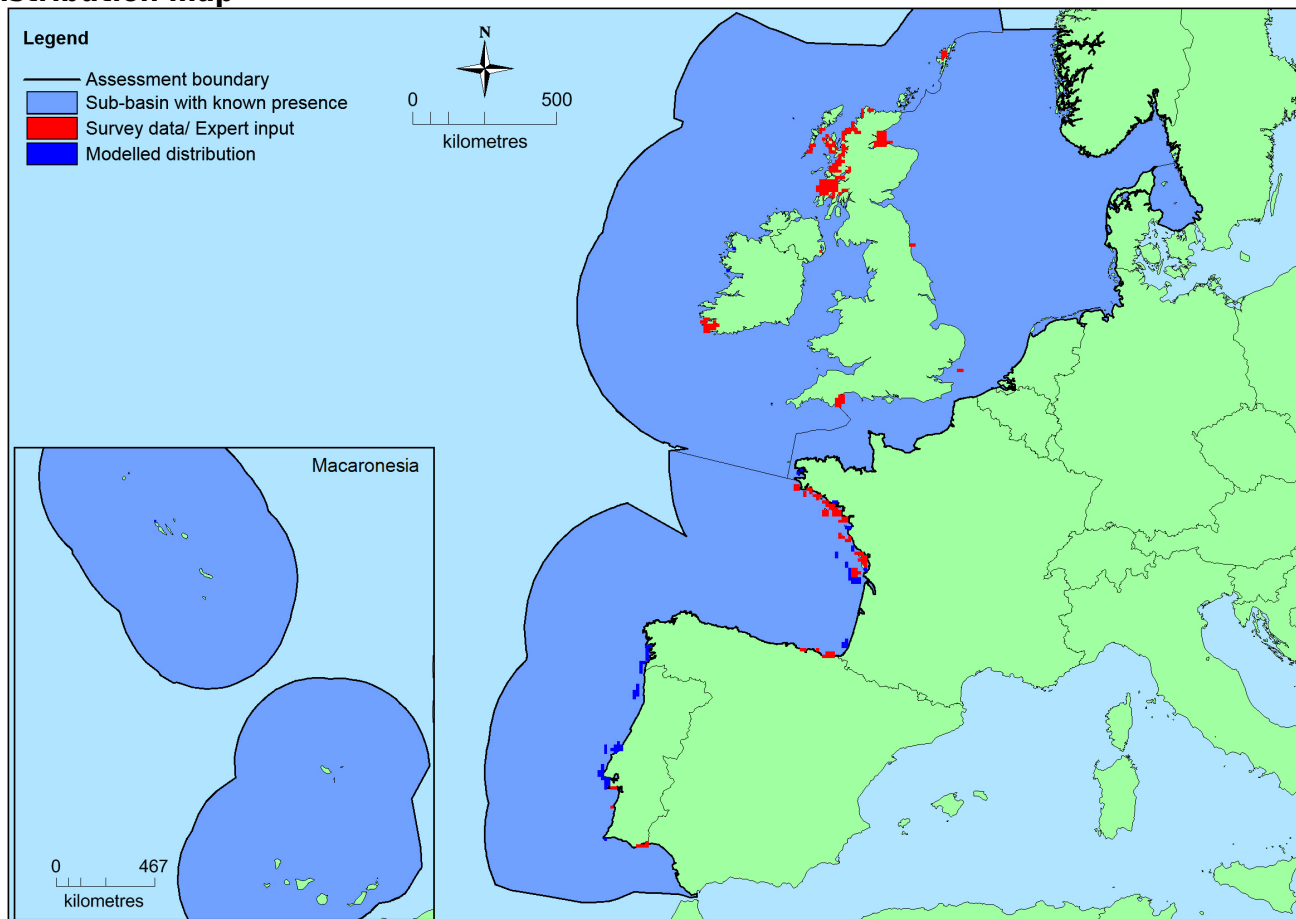 Legend
Assessment boundary
Sub-basin with known presence
Survey data/ Expert input
Modelled distribution
N
0 500
kilometres
Macaronesia
0 467
kilometres